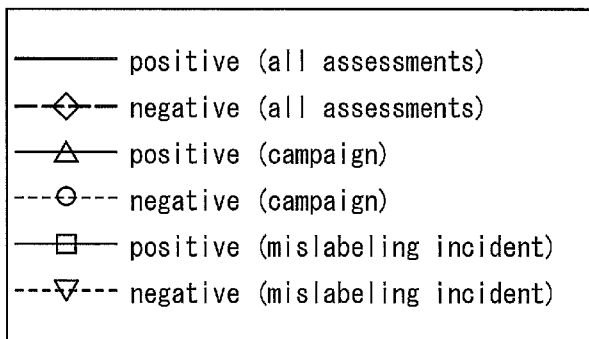 positive (all assessments)
negative (all assessments)
positive (campaign)
negative (campaign)
positive (mislabeling incident)
negative (mislabeling incident)